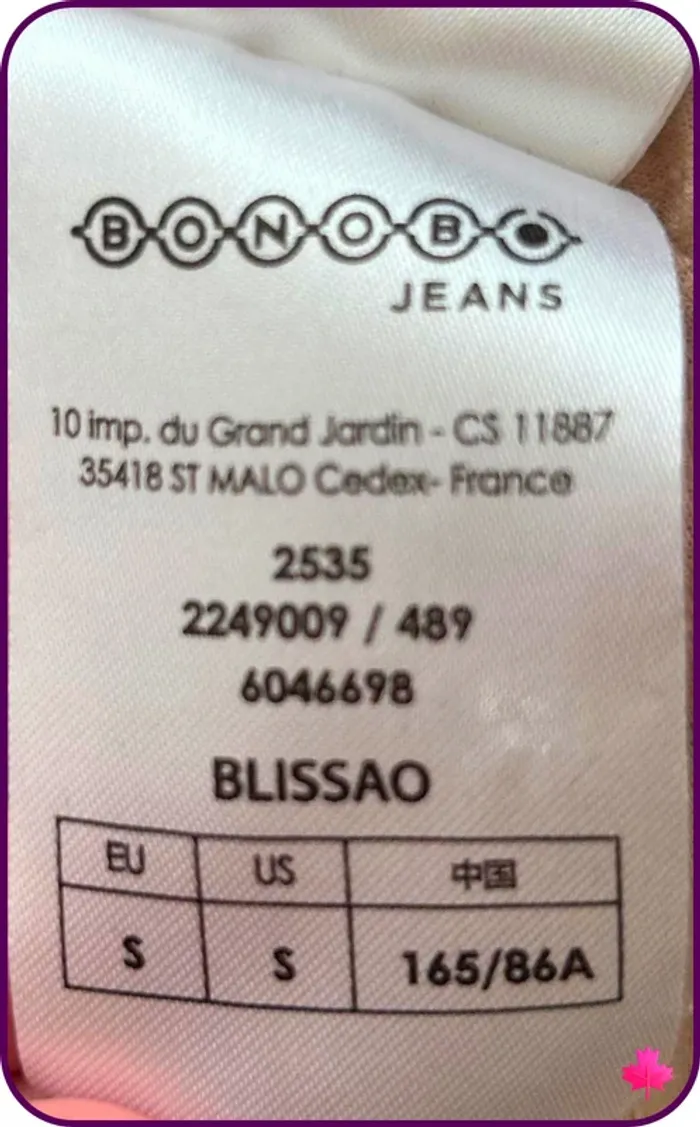 BONOBO
JEANS
10 imp. du Grand Jardin - CS 11887
35418 ST MALO Cedex- France
2535
2249009 / 489
6046698
BLISSAO
EU US 中国
S S 165/86A